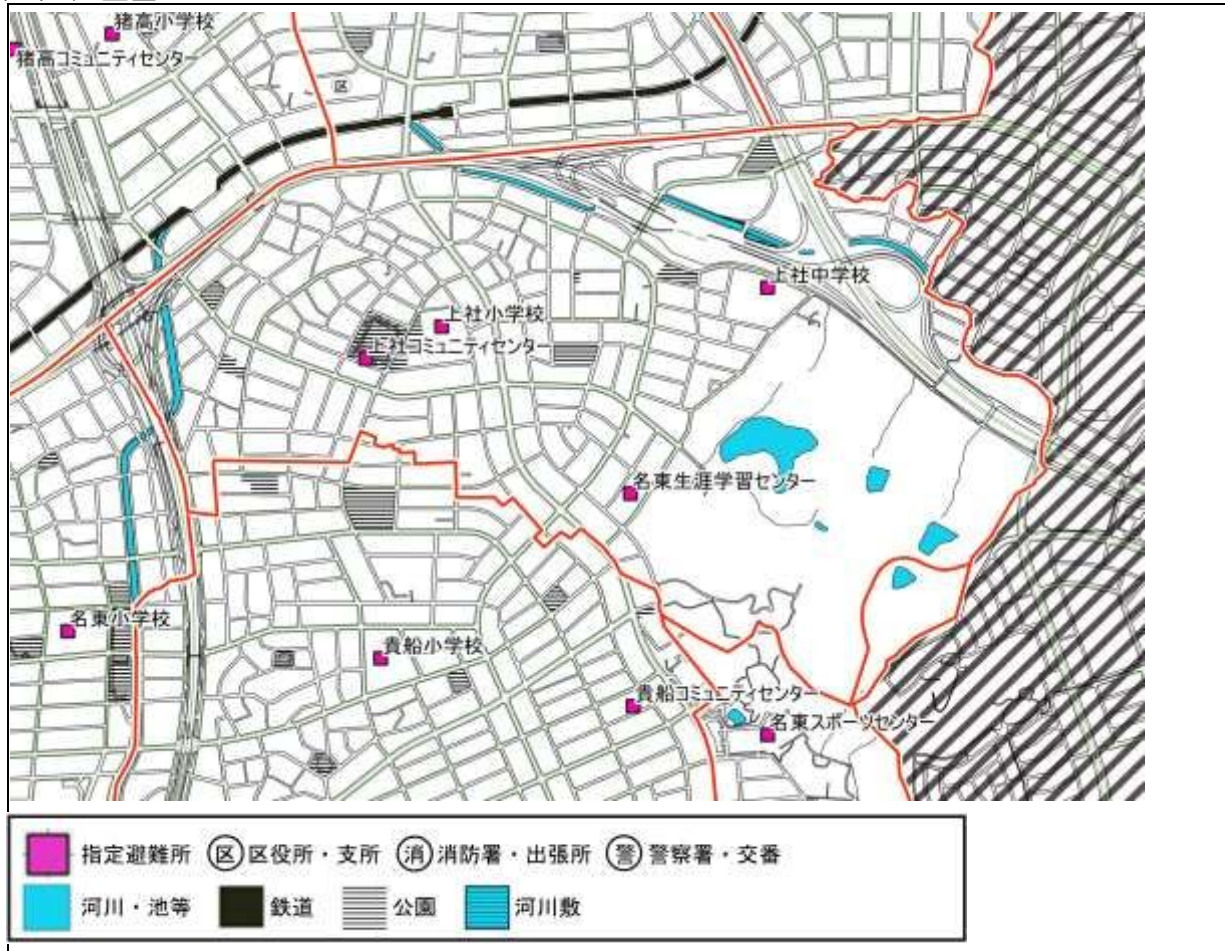 猪高小学校
猪高コミュニティセンター
区
上社中学校
上社小学校
上社コミュニティセンター
名東生涯学習センター
名東小学校
貴船小学校
貴船コミュニティセンター
名東スポーツセンター
指定避難所 区 区役所・支所 消 消防署・出張所 警 警察署・交番
河川・池等 鉄道 公園 河川敷